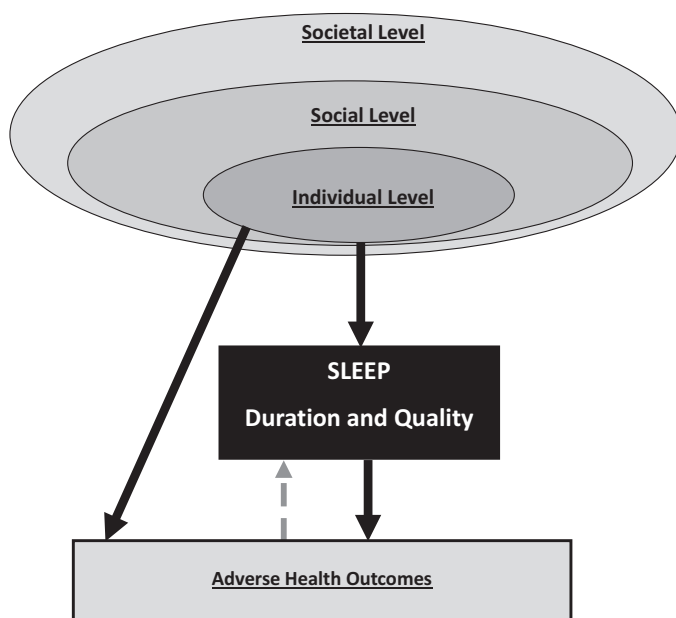 Societal Level
Social Level
Individual Level
SLEEP
Duration and Quality
Adverse Health Outcomes